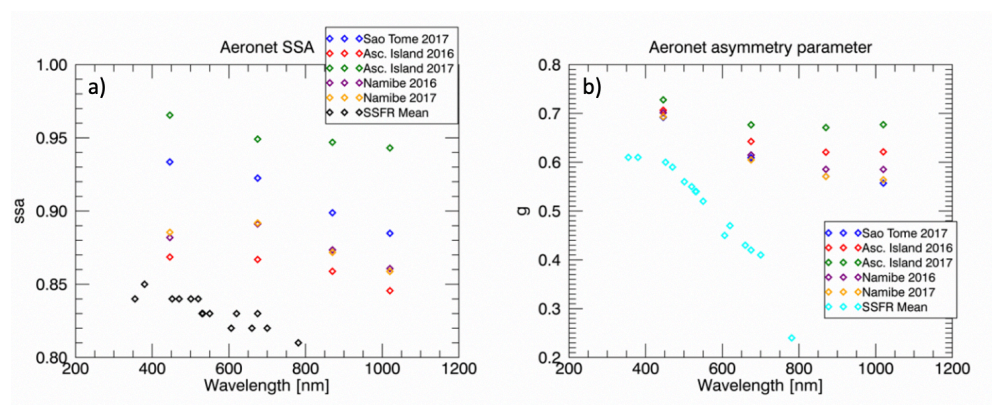 Aeronet SSA
a)
Sao Tome 2017
Asc. Island 2016
Asc. Island 2017
Namibe 2016
Namibe 2017
SSFR Mean
1.00
0.95
0.90
0.85
0.80
ssa
200 400 600 800 1000 1200
Wavelength [nm]
Aeronet asymmetry parameter
b)
0.8
0.7
0.6
0.5
0.4
0.3
0.2
g
Sao Tome 2017
Asc. Island 2016
Asc. Island 2017
Namibe 2016
Namibe 2017
SSFR Mean
200 400 600 800 1000 1200
Wavelength [nm]